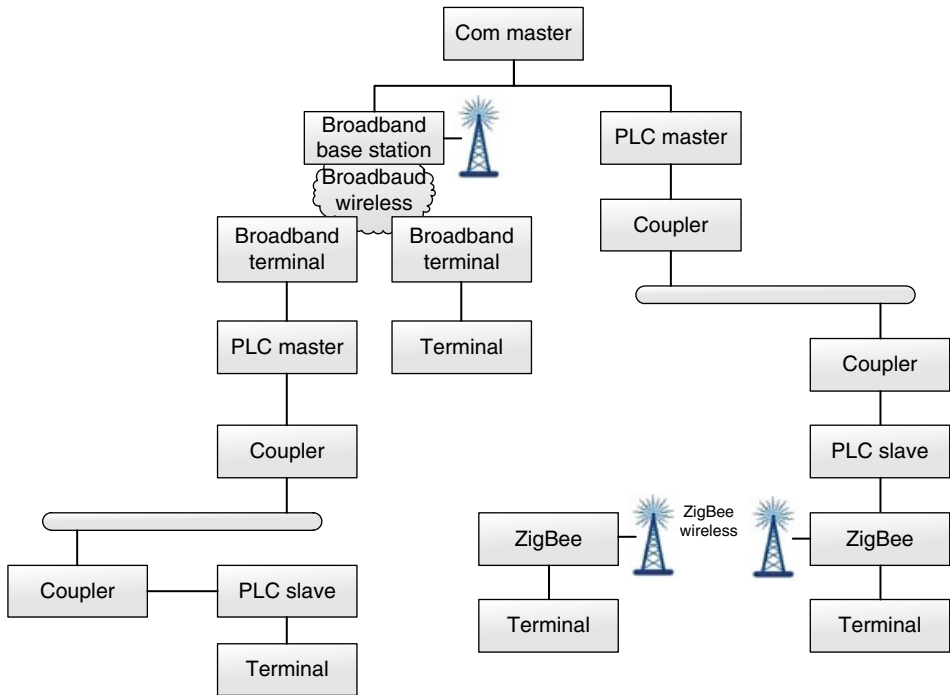 Com master
Broadband
base station
PLC master
Broadbaud
wireless
Coupler
Broadband
terminal
Broadband
terminal
PLC master
Terminal
Coupler
Coupler
PLC slave
ZigBee
ZigBee
wireless
ZigBee
Coupler
PLC slave
Terminal
Terminal
Terminal